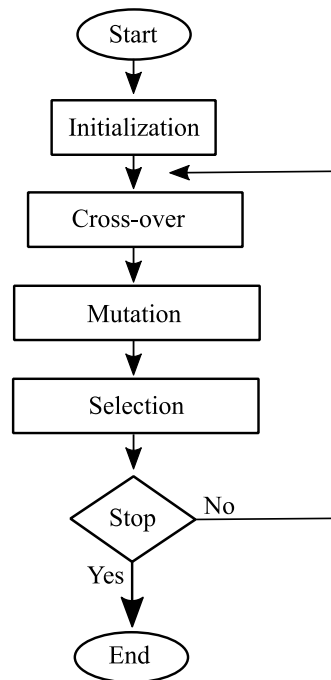 Start
Initialization
Cross-over
Mutation
Selection
Stop
No
Yes
End